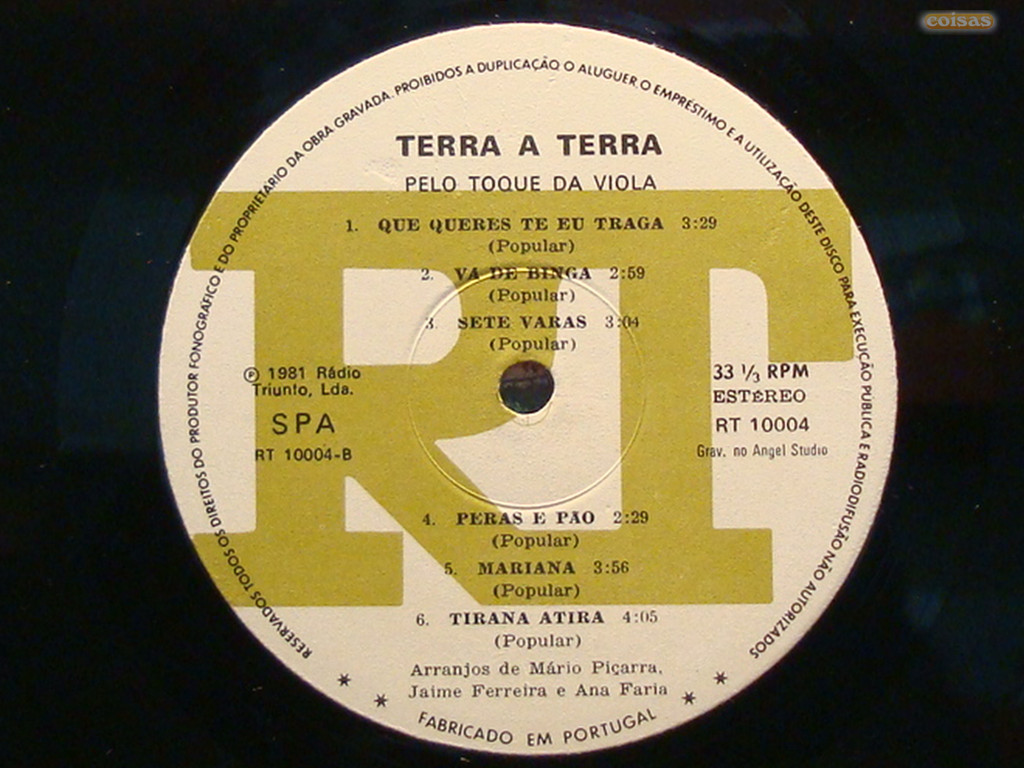 coisas
RESERVADOS TODOS OS DIREITOS DO PRODUTOR FONOGRÁFICO E DO PROPRIETÁRIO DA OBRA GRAVADA. PROIBIDOS A DUPLICAÇÃO O ALUGUER O EMPRÉSTIMO E A UTILIZAÇÃO DESTE DISCO PARA EXECUÇÃO PÚBLICA E RADIODIFUSÃO NÃO AUTORIZADOS
TERRA A TERRA
PELO TOQUE DA VIOLA
1. QUE QUERES TE EU TRAGA 3:29
(Popular)
2. VA DE BINGA 2:59
(Popular)
3. SETE VARAS 3:04
(Popular)
Ⓟ 1981 Rádio
Triunfo, Lda.
SPA
RT 10004-B
33 1/3 RPM
ESTÉREO
RT 10004
Grav. no Angel Studio
RT
4. PERAS E PÃO 2:29
(Popular)
5. MARIANA 3:56
(Popular)
6. TIRANA ATIRA 4:05
(Popular)
Arranjos de Mário Piçarra,
Jaime Ferreira e Ana Faria
* * FABRICADO EM PORTUGAL * *